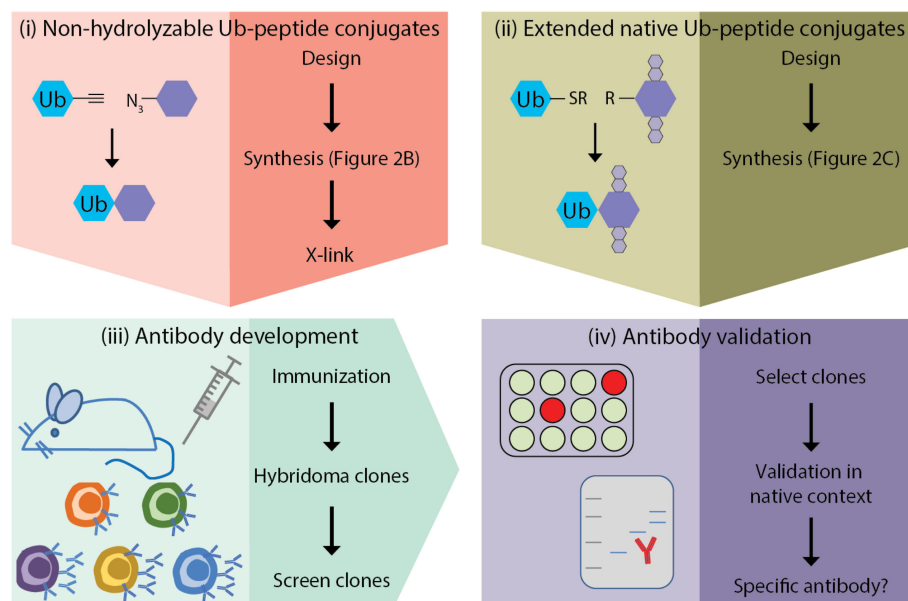 (i) Non-hydrolyzable Ub-peptide conjugates
Design
Ub
N3
Synthesis (Figure 2B)
Ub
X-link
(ii) Extended native Ub-peptide conjugates
Design
Ub
SR
R
Synthesis (Figure 2C)
Ub
(iii) Antibody development
Immunization
Hybridoma clones
Screen clones
(iv) Antibody validation
Select clones
Validation in
native context
Specific antibody?